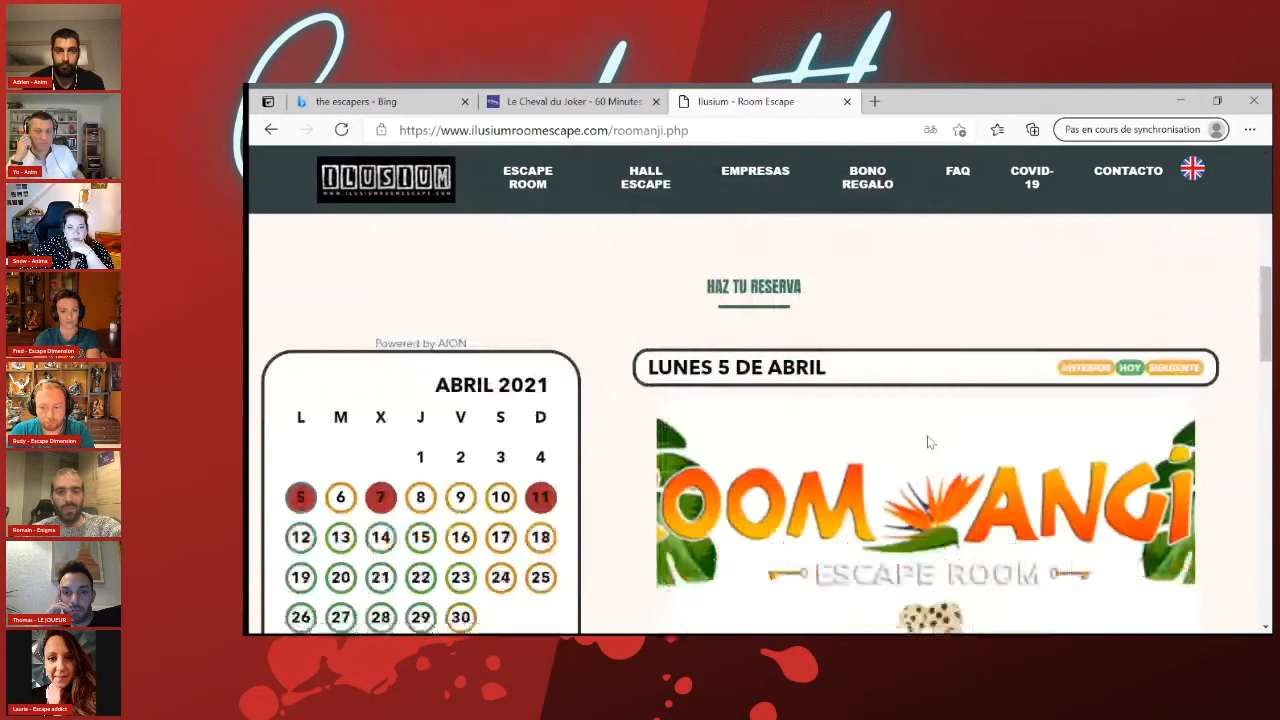 Adrien - Anim
Yo - Anim
Snow - Anima
Fred - Escape Dimension
Rudy - Escape Dimension
Romain - Enigma
Thomas - LE JOUEUR
Laurie - Escape addict
the escapers - Bing
Le Cheval du Joker - 60 Minutes
Ilusium - Room Escape
https://www.ilusiumroomescape.com/roomanji.php
Pas en cours de synchronisation
ILUSIUM
WWW.ILUSIUMROOMESCAPE.COM
ESCAPE ROOM
HALL ESCAPE
EMPRESAS
BONO REGALO
FAQ
COVID-19
CONTACTO
HAZ TU RESERVA
Powered by AION
ABRIL 2021
L M X J V S D
1 2 3 4
5 6 7 8 9 10 11
12 13 14 15 16 17 18
19 20 21 22 23 24 25
26 27 28 29 30
LUNES 5 DE ABRIL
ANTERIOR HOY SIGUIENTE
OOM ANGi
ESCAPE ROOM